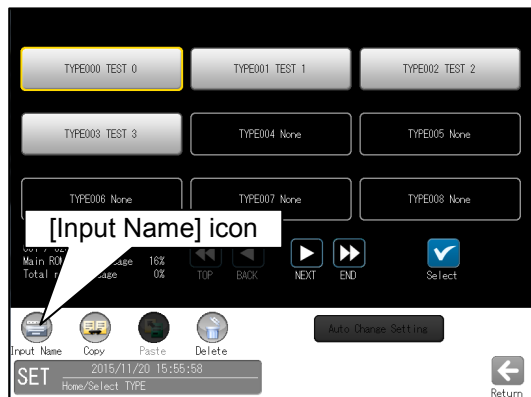 TYPE000 TEST 0
TYPE001 TEST 1
TYPE002 TEST 2
TYPE003 TEST 3
TYPE004 None
TYPE005 None
TYPE006 None
TYPE007 None
TYPE008 None
[Input Name] icon
Main RO
age 16%
Total
age 0%
TOP
BACK
NEXT
END
Select
Input Name
Copy
Paste
Delete
Auto Change Setting
SET
2015/11/20 15:55:58
Home/Select TYPE
Return